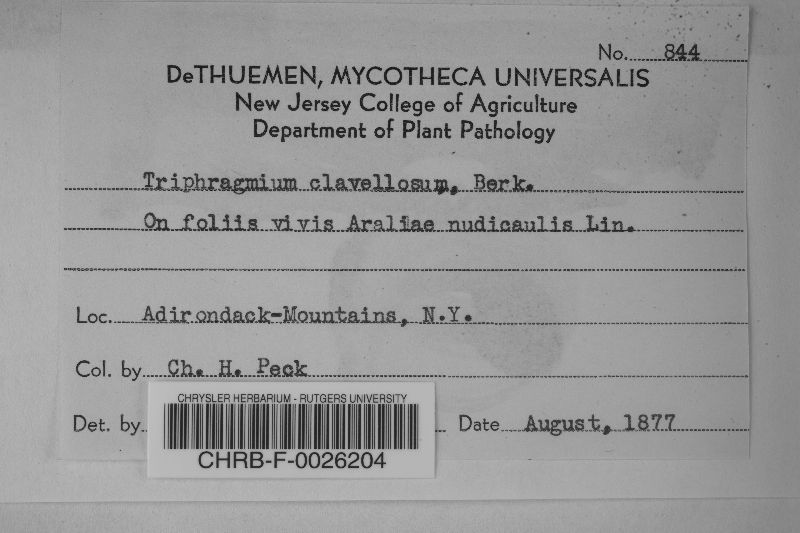 No. 844
DeTHUEMEN, MYCOTHECA UNIVERSALIS
New Jersey College of Agriculture
Department of Plant Pathology
Triphragmium clavellosum, Berk.
On foliis vivis Araliae nudicaulis Lin.
Loc. Adirondack-Mountains, N.Y.
Col. by Ch. H. Peck
Det. by Date August, 1877
CHRYSLER HERBARIUM - RUTGERS UNIVERSITY
CHRB-F-0026204